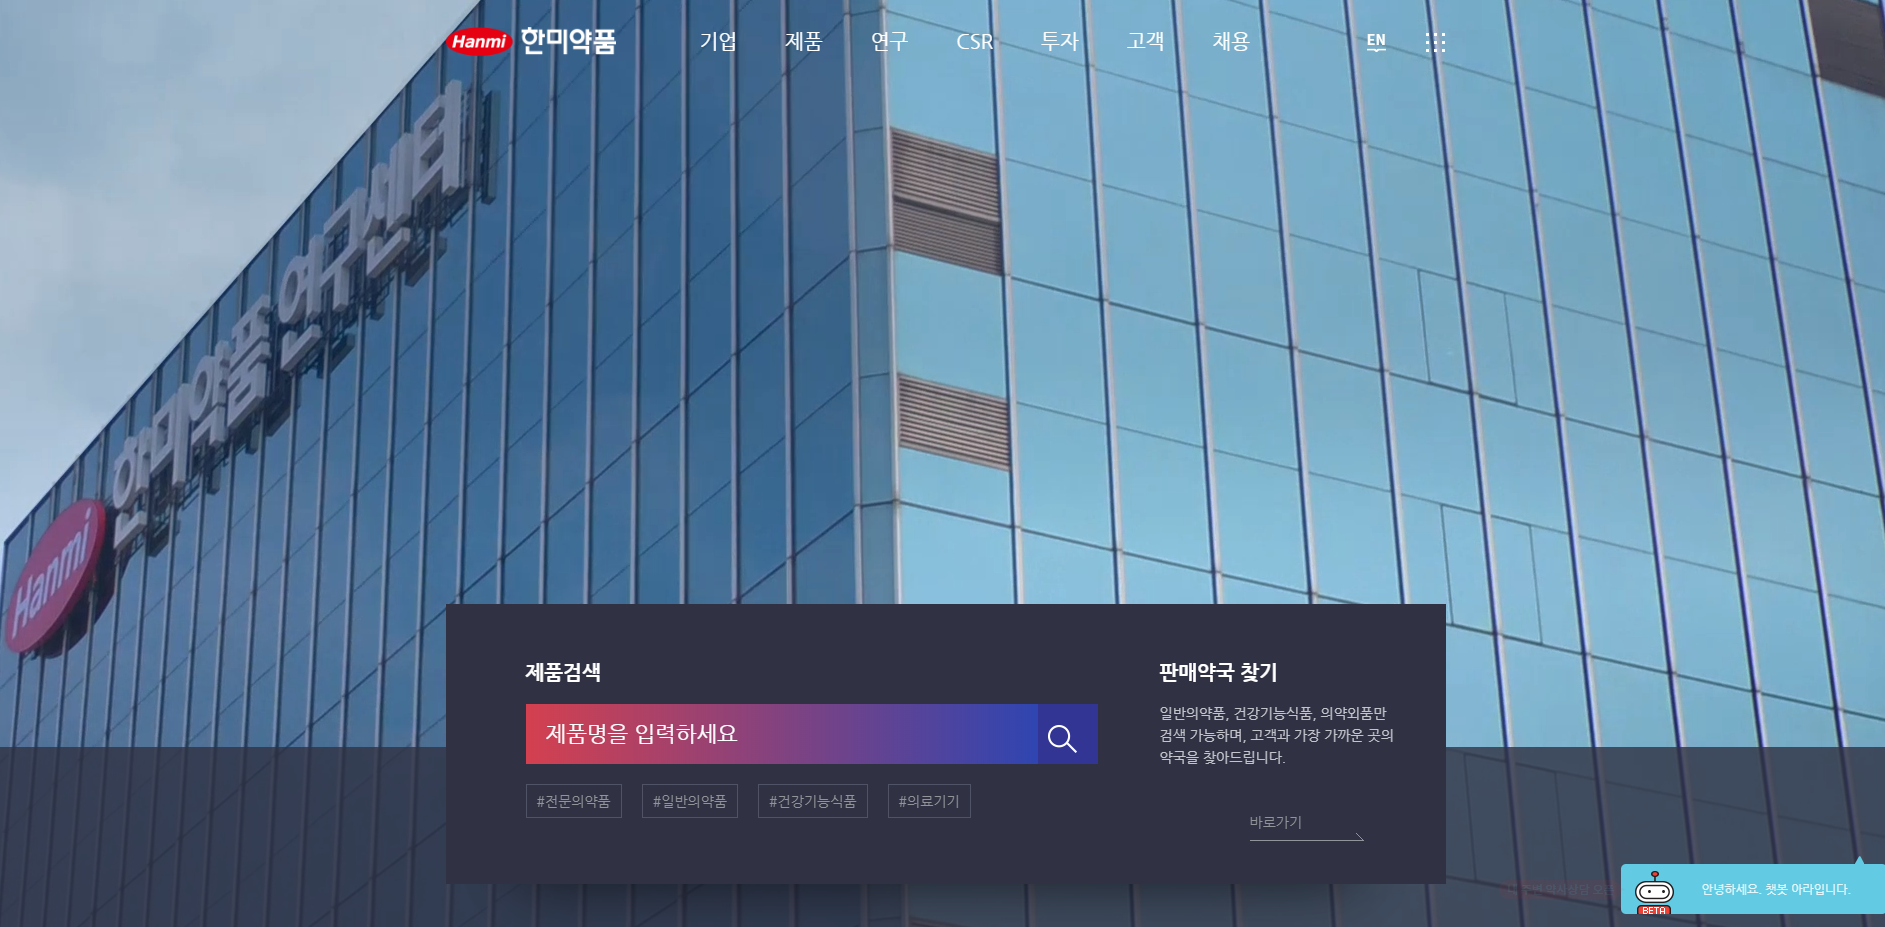 Hanmi 한미약품
기업 제품 연구 CSR 투자 고객 채용 EN
한미약품 연구센터
Hanmi
제품검색
제품명을 입력하세요
#전문의약품 #일반의약품 #건강기능식품 #의료기기
판매약국 찾기
일반의약품, 건강기능식품, 의약외품만
검색 가능하며, 고객과 가장 가까운 곳의
약국을 찾아드립니다.
바로가기
안녕하세요. 챗봇 아라입니다.
BETA